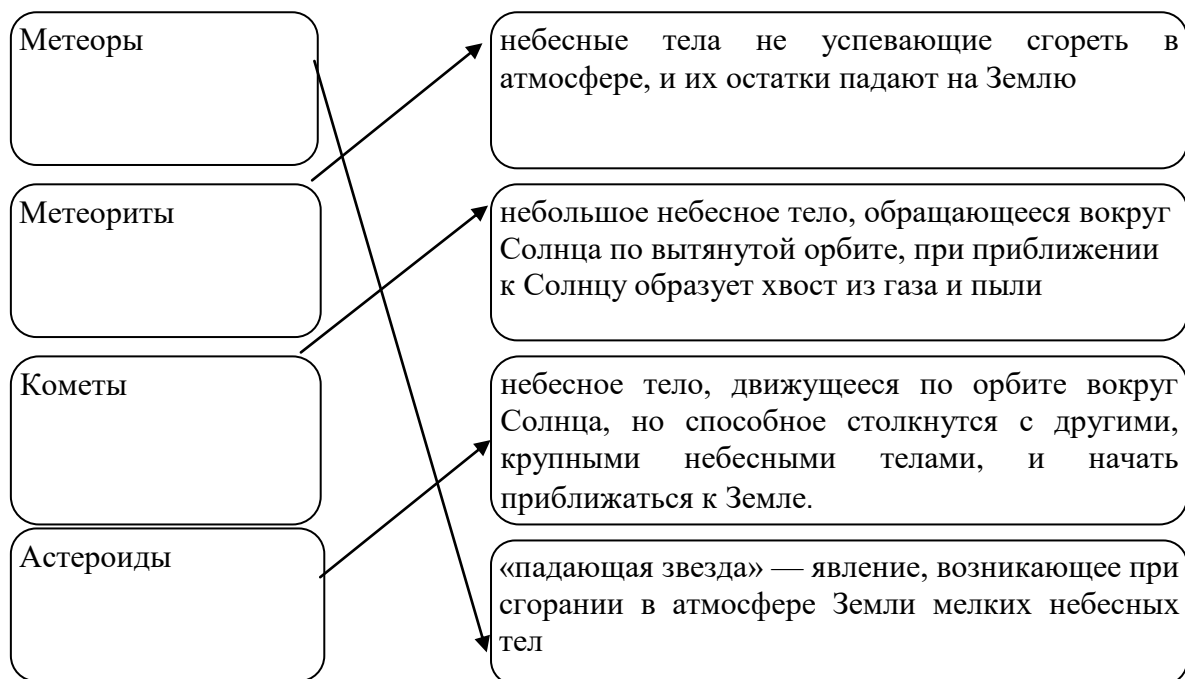 Метеоры
небесные тела не успевающие сгореть в
атмосфере, и их остатки падают на Землю
Метеориты
небольшое небесное тело, обращающееся вокруг
Солнца по вытянутой орбите, при приближении
к Солнцу образует хвост из газа и пыли
Кометы
небесное тело, движущееся по орбите вокруг
Солнца, но способное столкнутся с другими,
крупными небесными телами, и начать
приближаться к Земле.
Астероиды
«падающая звезда» — явление, возникающее при
сгорании в атмосфере Земли мелких небесных
тел